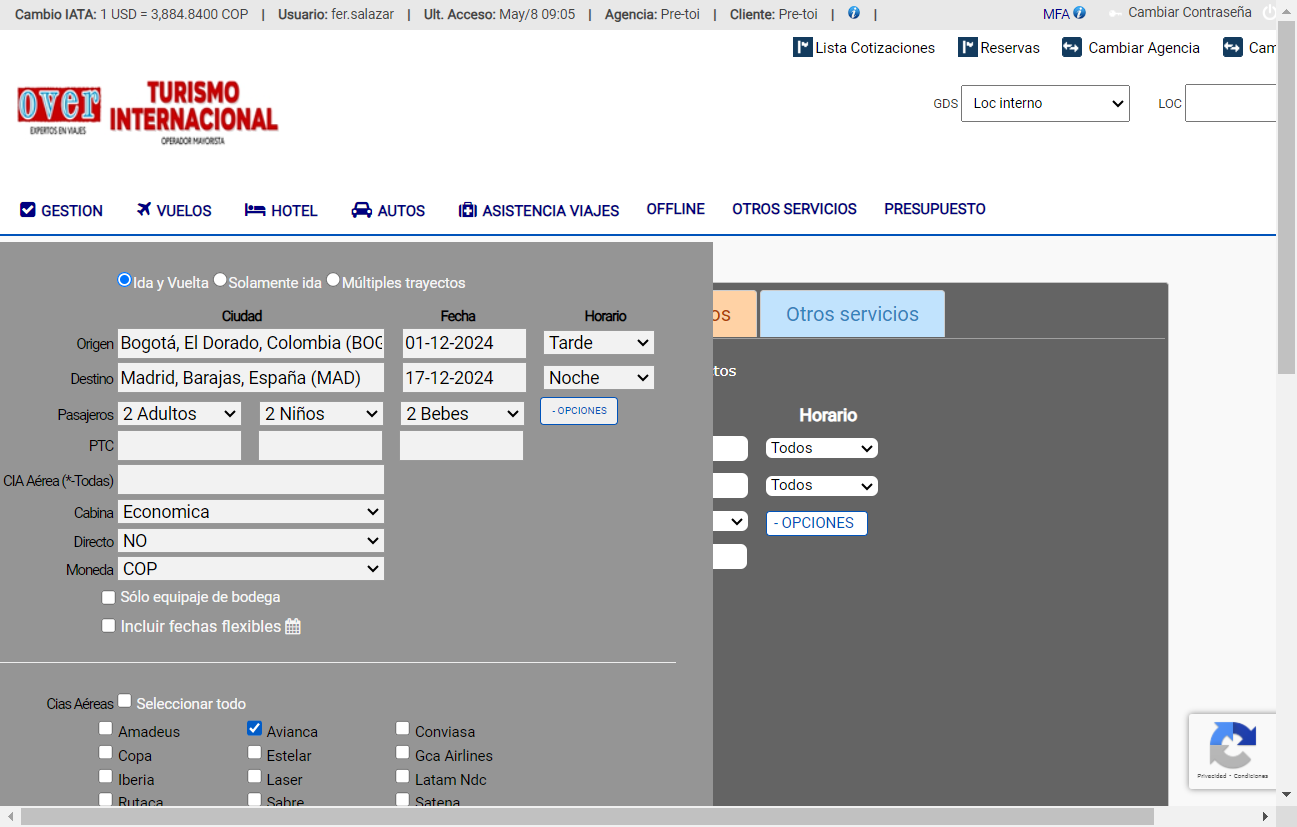 Cambio IATA: 1 USD = 3,884.8400 COP | Usuario: fer.salazar | Ult. Acceso: May/8 09:05 | Agencia: Pre-toi | Cliente: Pre-toi | |
MFA Cambiar Contraseña
Lista Cotizaciones Reservas Cambiar Agencia Cam
over
EXPERTOS EN VIAJES
TURISMO
INTERNACIONAL
OPERADOR MAYORISTA
GDS Loc interno LOC
GESTION VUELOS HOTEL AUTOS ASISTENCIA VIAJES OFFLINE OTROS SERVICIOS PRESUPUESTO
Ida y Vuelta Solamente ida Múltiples trayectos
Ciudad Fecha Horario
Origen Bogotá, El Dorado, Colombia (BOG 01-12-2024 Tarde
Destino Madrid, Barajas, España (MAD) 17-12-2024 Noche
Pasajeros 2 Adultos 2 Niños 2 Bebes - OPCIONES
PTC
CIA Aérea (*-Todas)
Cabina Economica
Directo NO
Moneda COP
Sólo equipaje de bodega
Incluir fechas flexibles
Cias Aéreas Seleccionar todo
Amadeus Avianca Conviasa
Copa Estelar Gca Airlines
Iberia Laser Latam Ndc
Rutaca Sabre Satena
os Otros servicios
tos
Horario
Todos
Todos
- OPCIONES
Privacidad - Condiciones